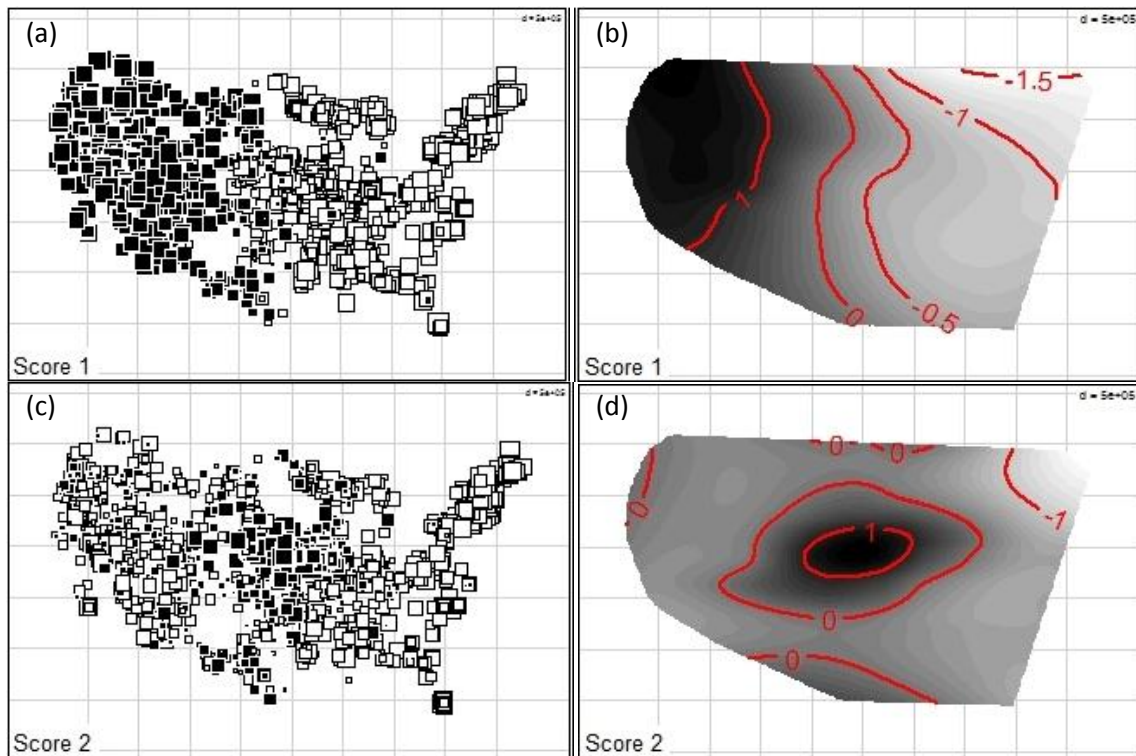 (a)
d = 5e+05
Score 1
(b)
d = 5e+05
-1.5
-1
1
0
-0.5
Score 1
(c)
d = 5e+05
Score 2
(d)
d = 5e+05
0 0
0
-1
1
0
0
Score 2